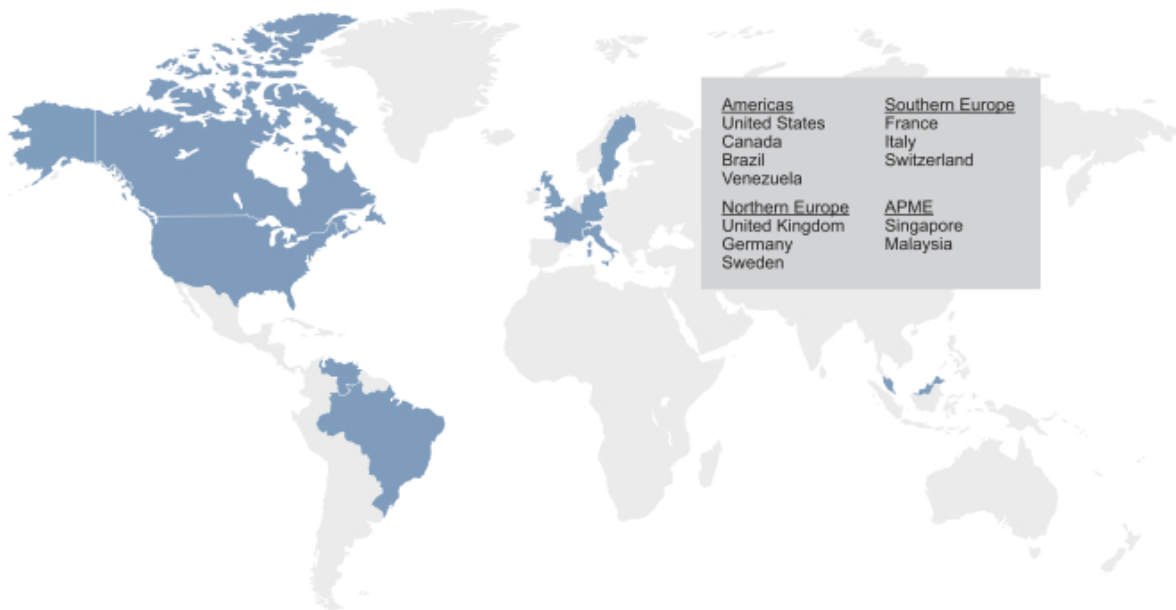 Americas
United States
Canada
Brazil
Venezuela
Southern Europe
France
Italy
Switzerland
Northern Europe
United Kingdom
Germany
Sweden
APME
Singapore
Malaysia